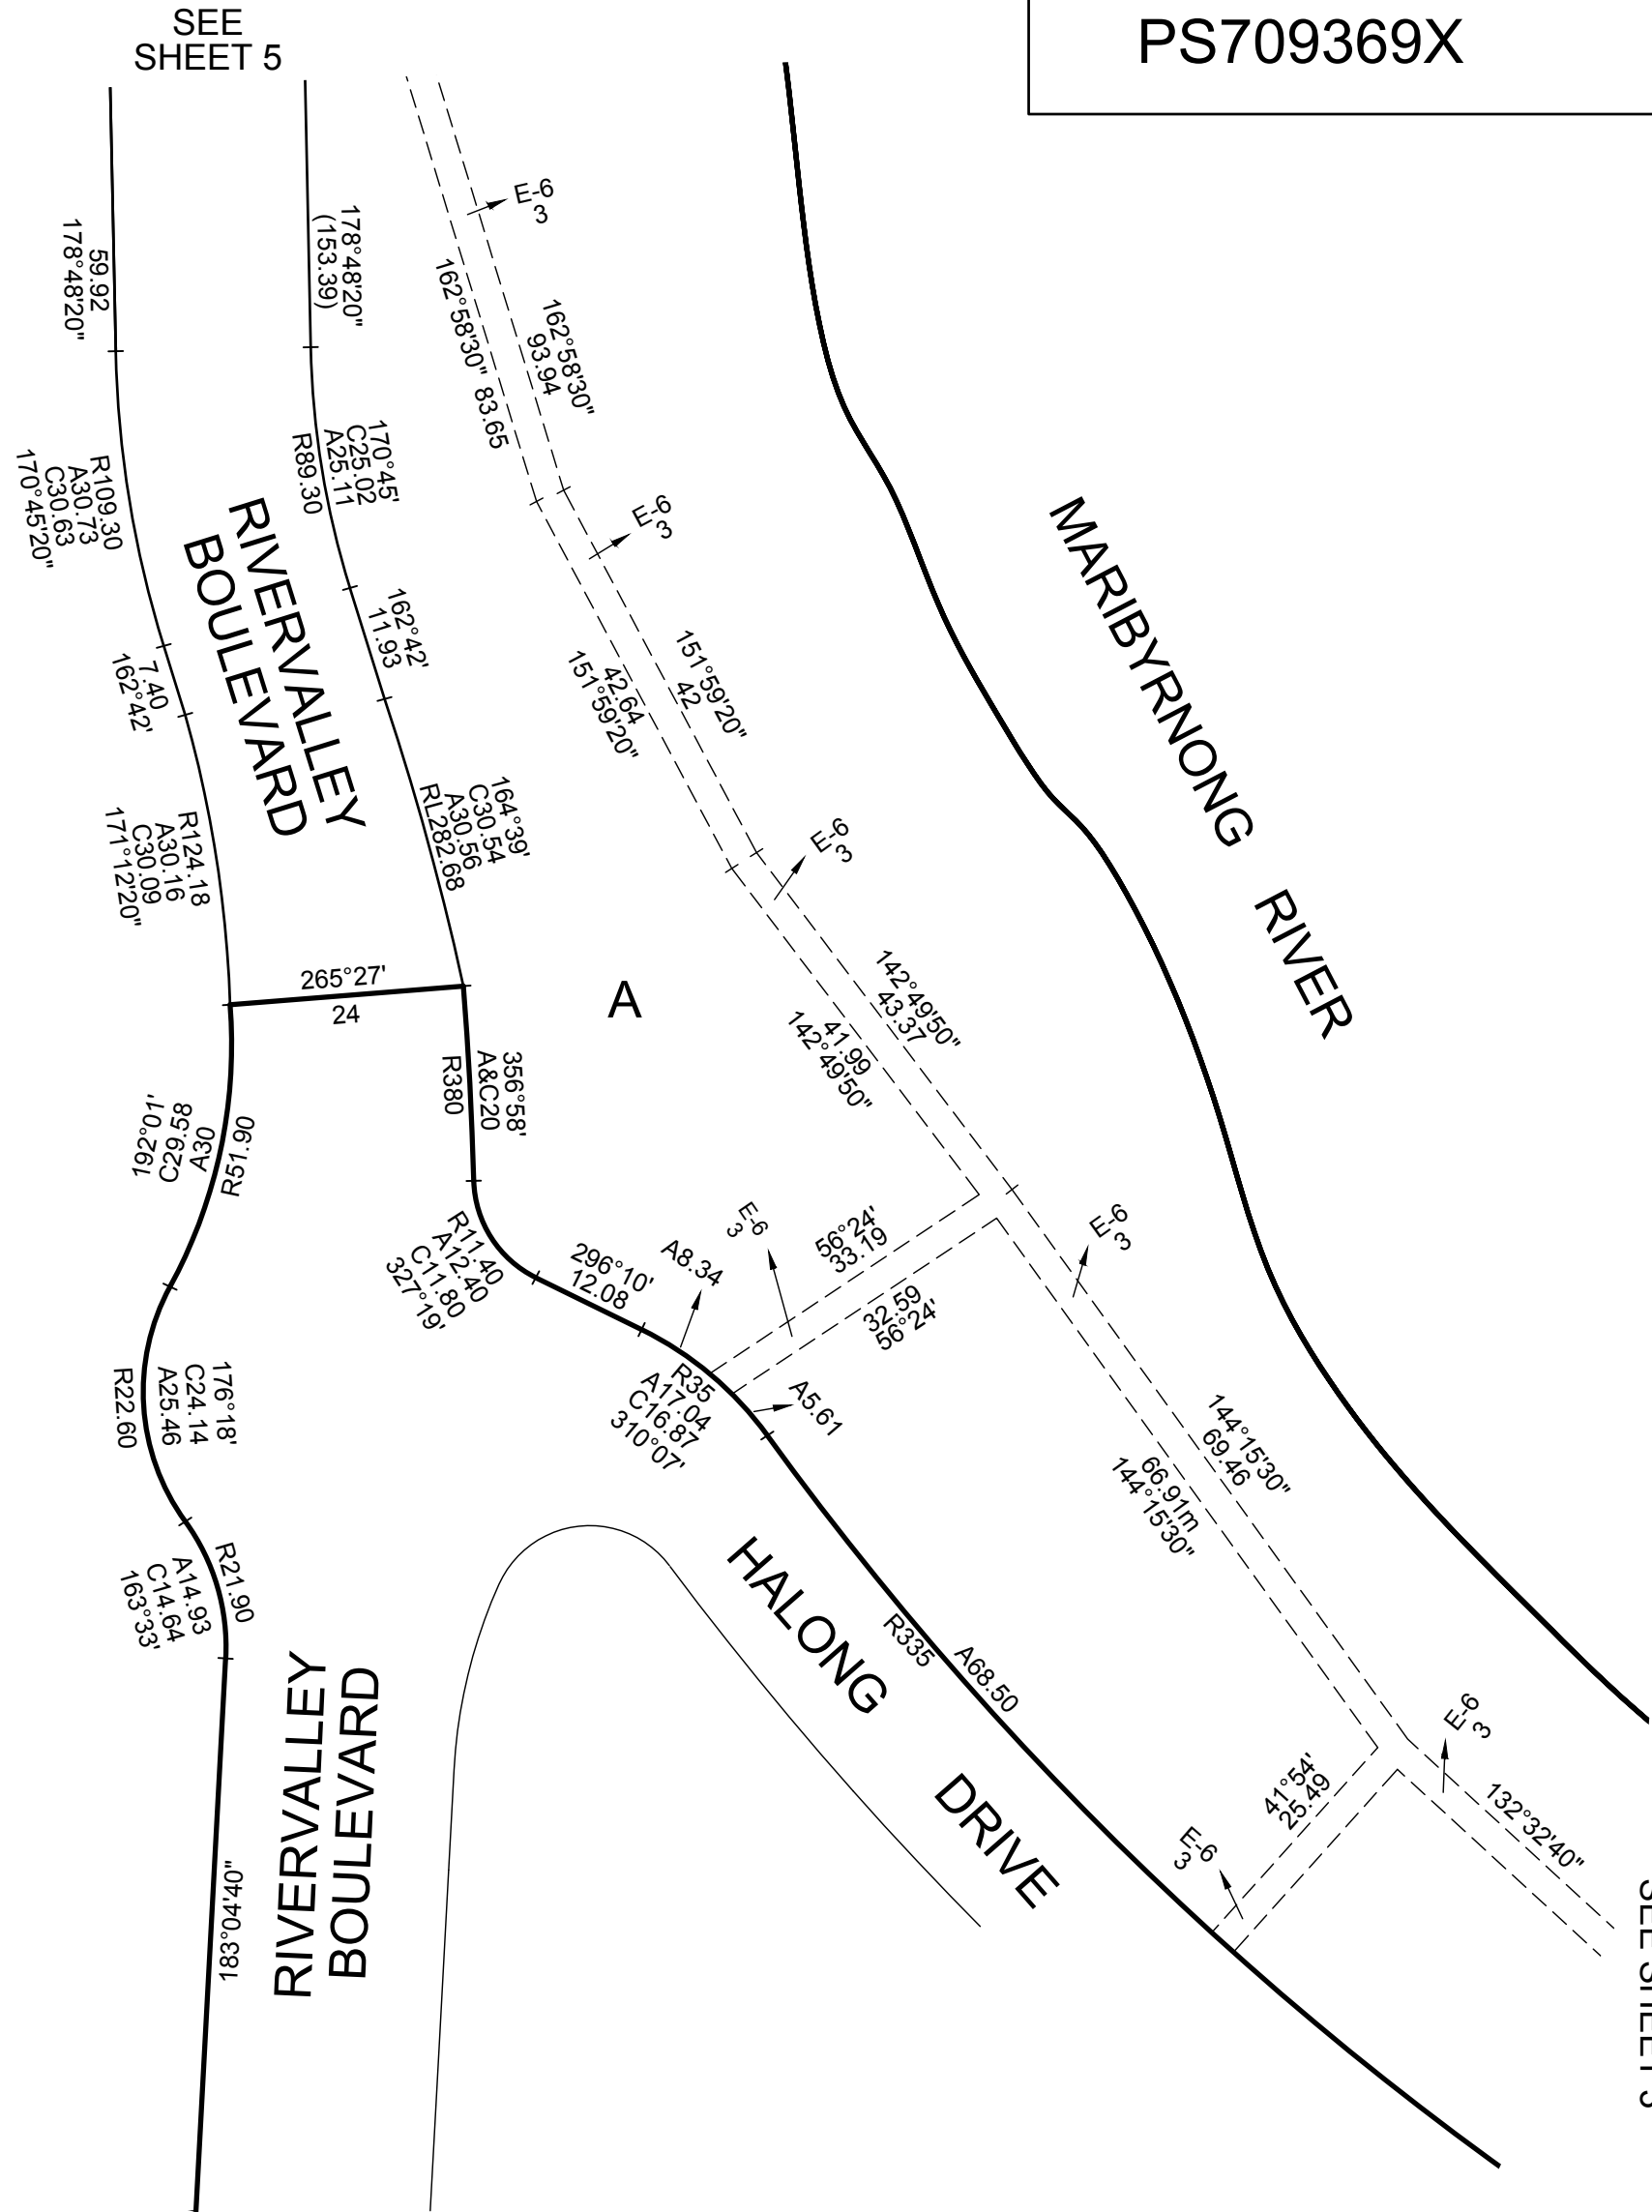 SEE
SHEET 5
PS709369X
59.92
178°48'20"
178°48'20"
(153.39)
E-6
3
162°58'30" 83.65
162°58'30"
93.94
R109.30
A30.73
C30.63
170°45'20"
170°45'
C25.02
A25.11
R89.30
RIVERVALLEY
BOULEVARD
E-6
3
MARIBYRNONG RIVER
7.40
162°42'
162°42'
11.93
42.64
151°59'20"
151°59'20"
42
R124.18
A30.16
C30.09
171°12'20"
164°39'
C30.54
A30.56
RL282.68
E-6
3
265°27'
24
A
142°49'50"
43.37
41.99
142°49'50"
192°01'
C29.58
A30
R51.90
356°58'
A&C20
R380
R11.40
A12.40
C11.80
327°19'
296°10'
12.08
A8.34
E-6
3
56°24'
33.19
32.59
56°24'
E-6
3
R35
A17.04
C16.87
310°07'
A5.61
176°18'
C24.14
A25.46
R22.60
144°15'30"
69.46
66.91m
144°15'30"
R21.90
A14.93
C14.64
163°33'
HALONG DRIVE
R335
A68.50
RIVERVALLEY
BOULEVARD
183°04'40"
41°54'
25.49
E-6
3
E-6
3
132°32'40"
SEE SHEET 5